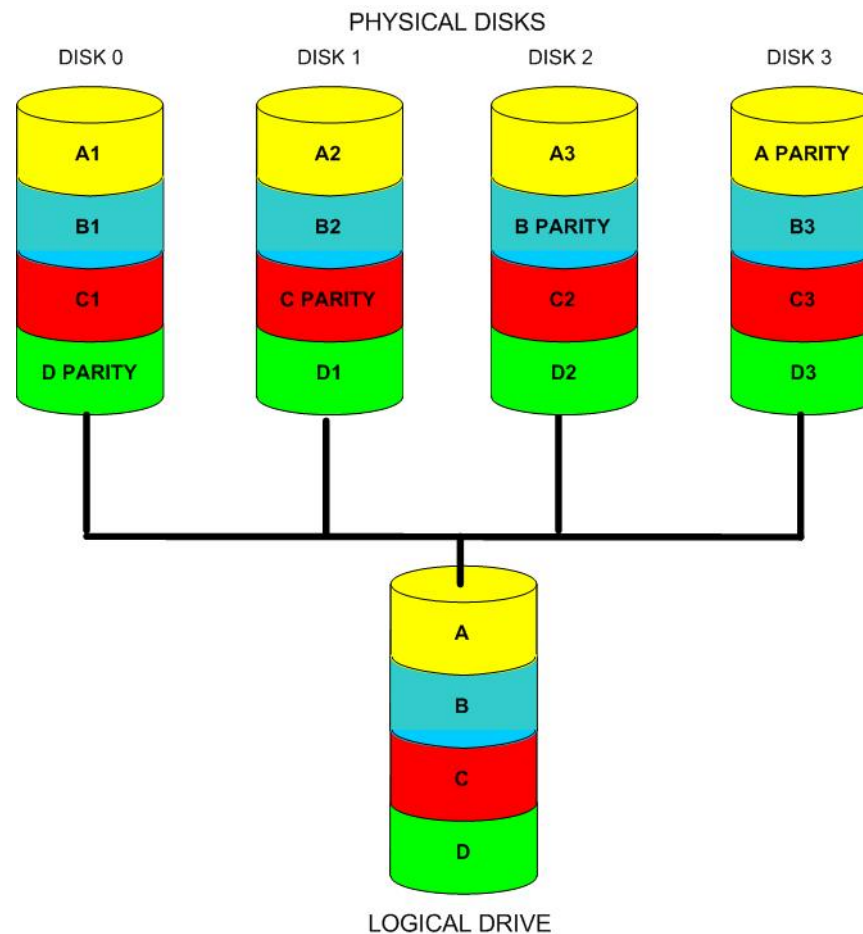 PHYSICAL DISKS
DISK 0 DISK 1 DISK 2 DISK 3
A1 A2 A3 A PARITY
B1 B2 B PARITY B3
C1 C PARITY C2 C3
D PARITY D1 D2 D3
A
B
C
D
LOGICAL DRIVE